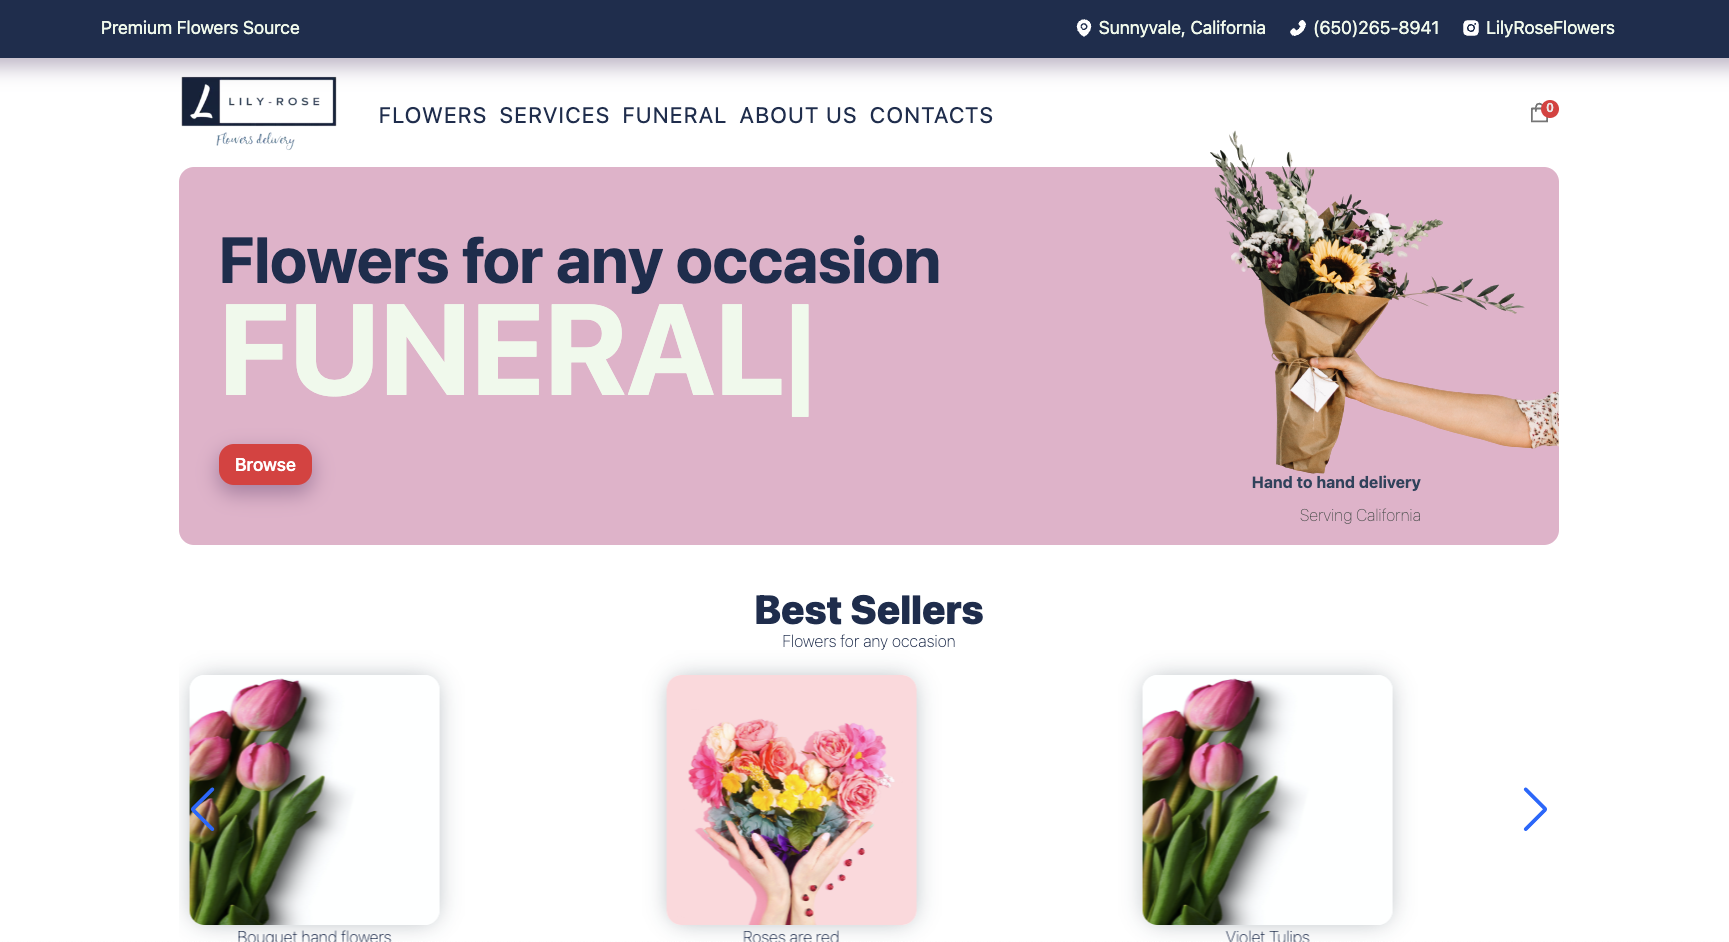 Premium Flowers Source
Sunnyvale, California
(650)265-8941
LilyRoseFlowers
L LILY-ROSE
Flowers delivery
FLOWERS SERVICES FUNERAL ABOUT US CONTACTS
0
Flowers for any occasion
FUNERAL|
Browse
Hand to hand delivery
Serving California
Best Sellers
Flowers for any occasion
Bouquet hand flowers
Roses are red
Violet Tulips